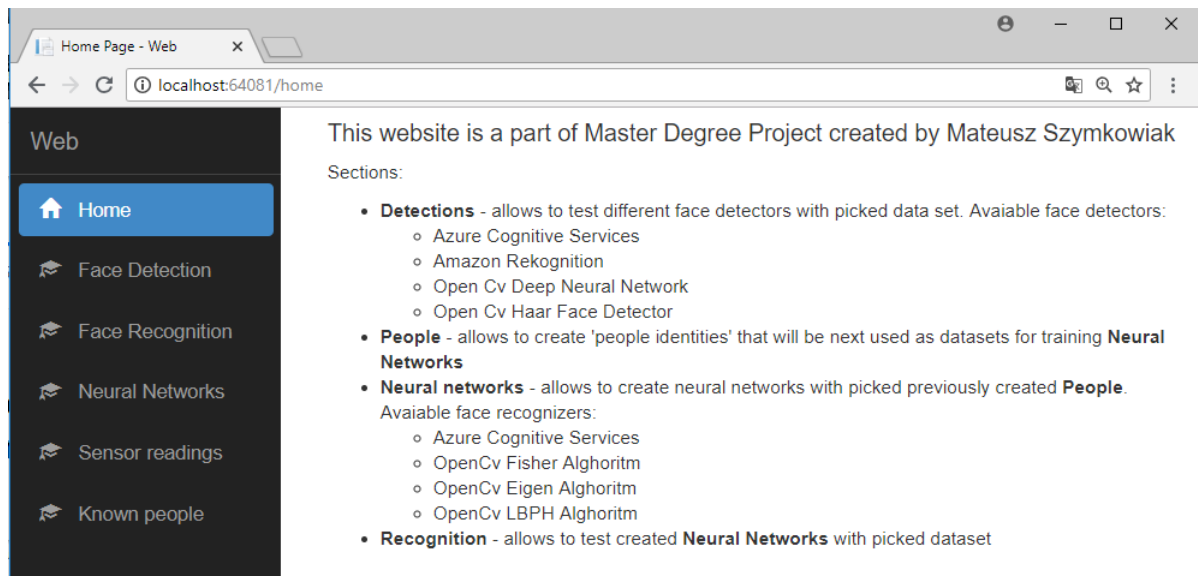 Home Page - Web
localhost:64081/home
Web
Home
Face Detection
Face Recognition
Neural Networks
Sensor readings
Known people
This website is a part of Master Degree Project created by Mateusz Szymkowiak
Sections:
Detections - allows to test different face detectors with picked data set. Avaiable face detectors:
Azure Cognitive Services
Amazon Rekognition
Open Cv Deep Neural Network
Open Cv Haar Face Detector
People - allows to create 'people identities' that will be next used as datasets for training Neural
Networks
Neural networks - allows to create neural networks with picked previously created People.
Avaiable face recognizers:
Azure Cognitive Services
OpenCv Fisher Alghoritm
OpenCv Eigen Alghoritm
OpenCv LBPH Alghoritm
Recognition - allows to test created Neural Networks with picked dataset